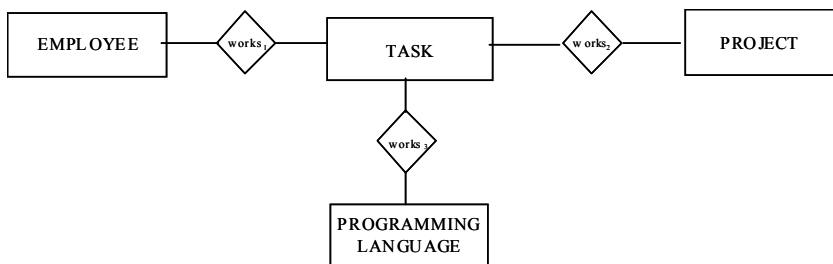 EMPLOYEE
works1
TASK
works2
PROJECT
works3
PROGRAMMING
LANGUAGE